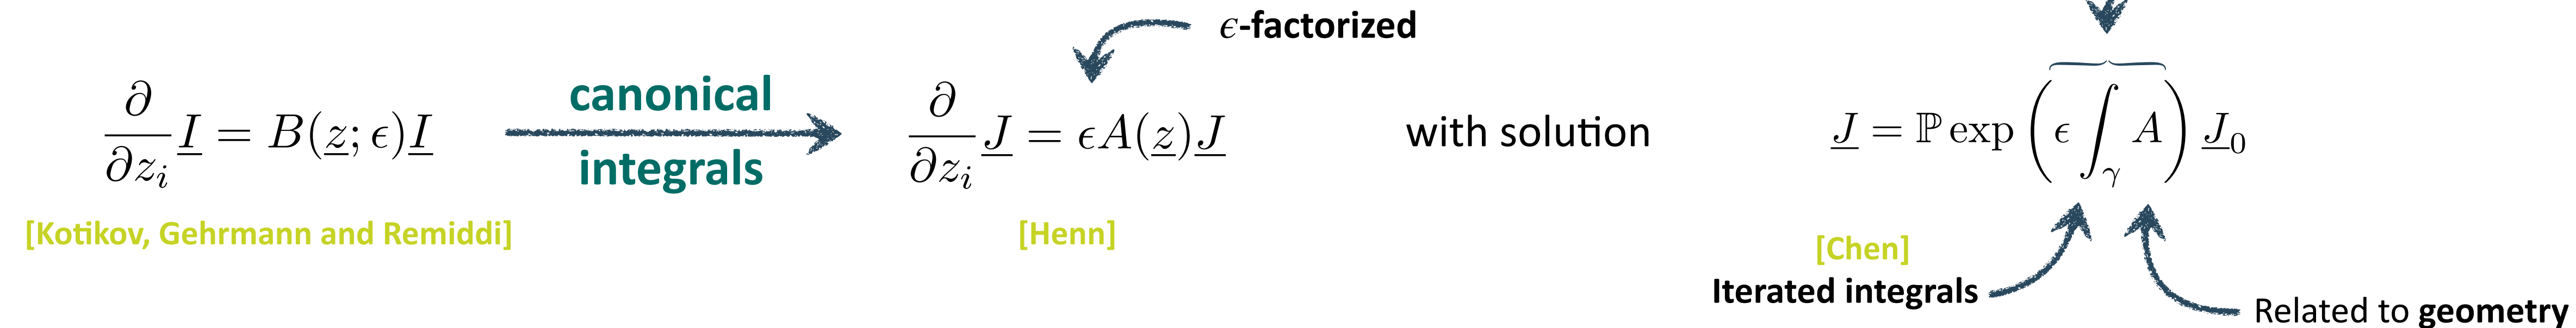 ϵ-factorized
∂/∂z_i I = B(z; ϵ)I
canonical
integrals
∂/∂z_i J = ϵA(z)J
with solution
J = ℙ exp (ϵ ∫_γ A) J_0
[Kotikov, Gehrmann and Remiddi]
[Henn]
[Chen]
Iterated integrals
Related to geometry